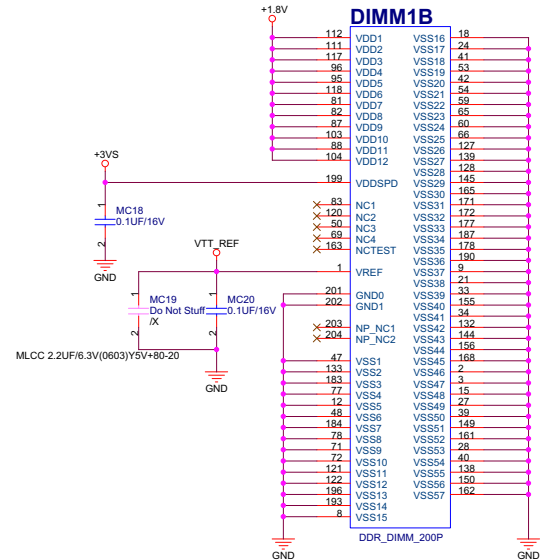 +1.8V
DIMM1B
112 VDD1 VSS16 18
111 VDD2 VSS17 24
117 VDD3 VSS18 41
96 VDD4 VSS19 53
95 VDD5 VSS20 42
118 VDD6 VSS21 54
81 VDD7 VSS22 59
82 VDD8 VSS23 65
87 VDD9 VSS24 60
103 VDD10 VSS25 66
88 VDD11 VSS26 127
104 VDD12 VSS27 139
VSS28 128
+3VS
199 VDDSPD VSS29 145
VSS30 165
83 NC1 VSS31 171
120 NC2 VSS32 172
50 NC3 VSS33 177
69 NC4 VSS34 187
163 NCTEST VSS35 178
VSS36 190
1 MC18 2
0.1UF/16V
GND
VTT_REF
1 VREF VSS37 9
VSS38 21
201 GND0 VSS39 33
202 GND1 VSS40 155
VSS41 34
203 NP_NC1 VSS42 132
204 NP_NC2 VSS43 144
VSS44 156
1 MC19 2
Do Not Stuff
/X
1 MC20 2
0.1UF/16V
MLCC 2.2UF/6.3V(0603)Y5V+80-20
GND
47 VSS1 VSS45 168
133 VSS2 VSS46 2
183 VSS3 VSS47 3
77 VSS4 VSS48 15
12 VSS5 VSS49 27
48 VSS6 VSS50 39
184 VSS7 VSS51 149
78 VSS8 VSS52 161
71 VSS9 VSS53 28
72 VSS10 VSS54 40
121 VSS11 VSS55 138
122 VSS12 VSS56 150
196 VSS13 VSS57 162
193 VSS14
8 VSS15
DDR_DIMM_200P
GND
GND